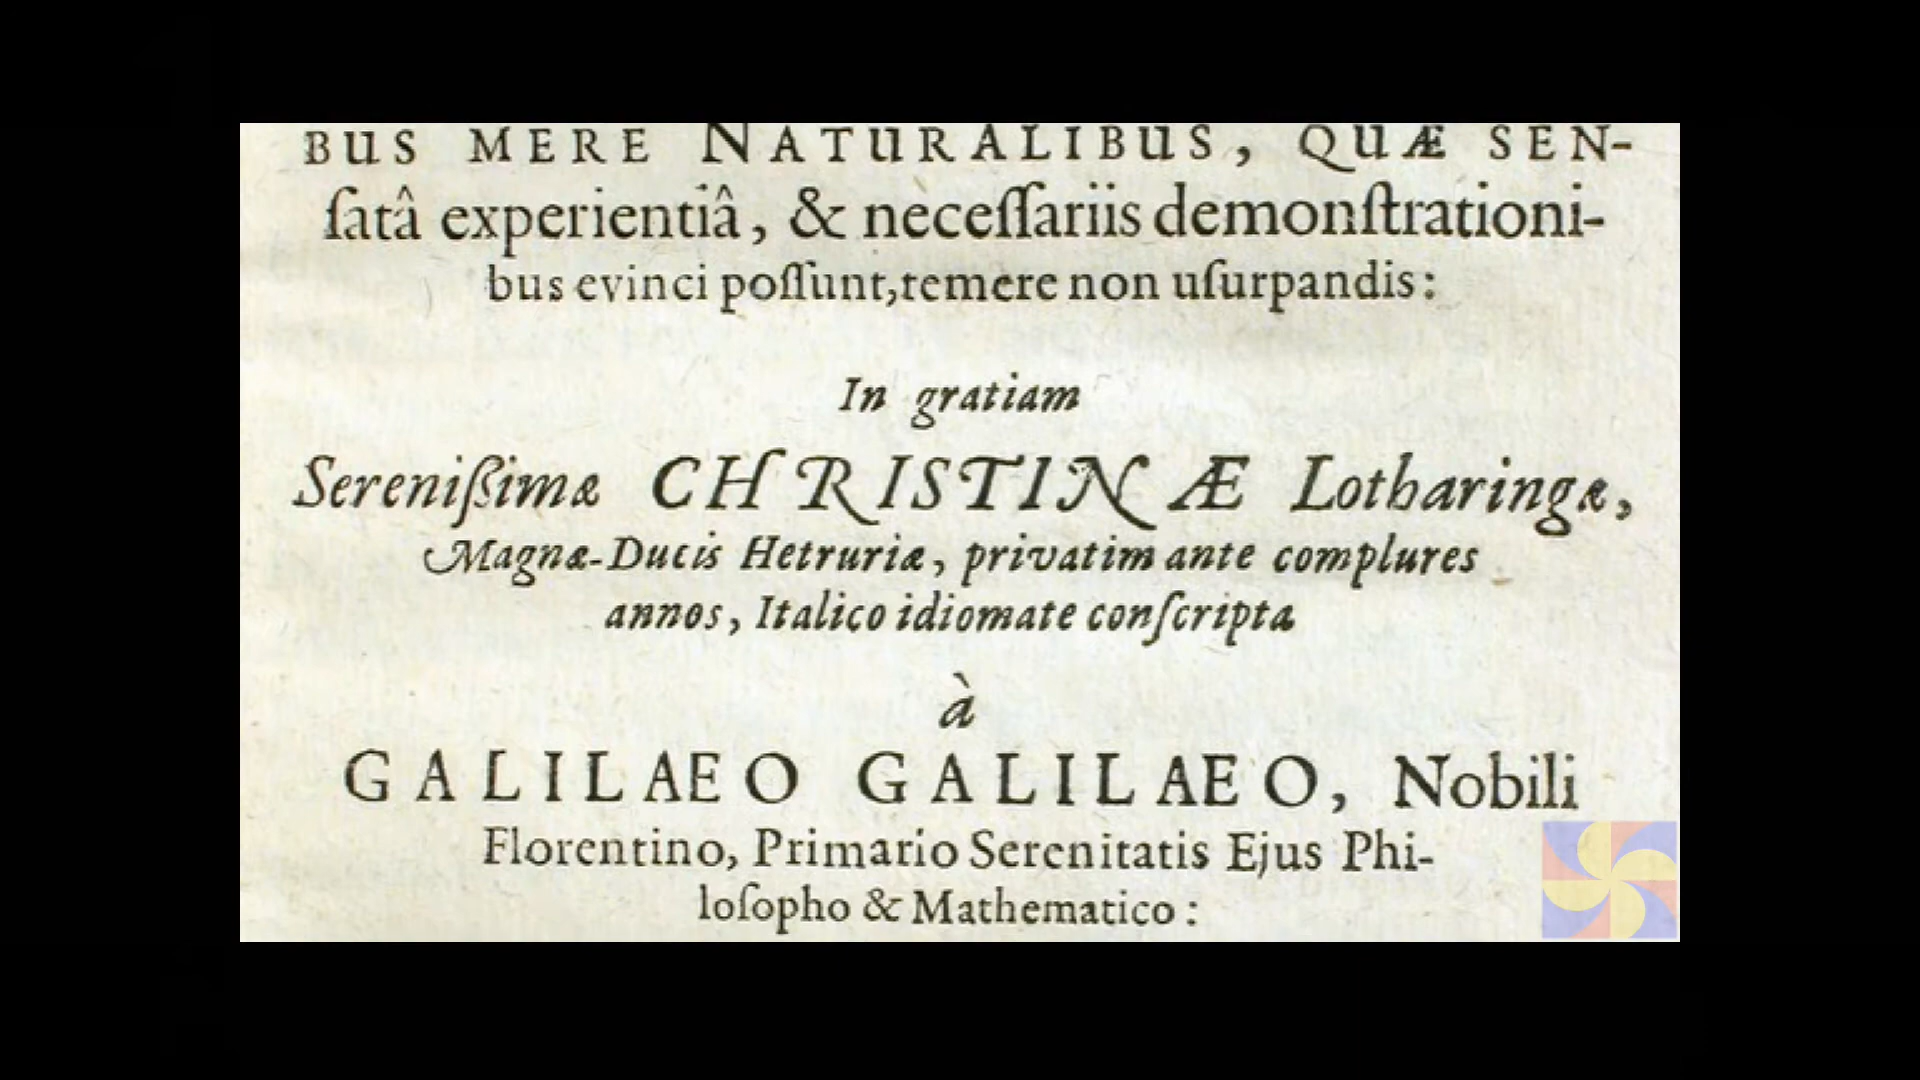 BUS MERE NATURALIBUS, QUÆ SEN-
ſatâ experientiâ, & neceſſariis demonſtrationi-
bus evinci poſſunt, temere non uſurpandis:
In gratiam
Sereniſſimæ CHRISTINÆ Lotharingæ,
Magnæ-Ducis Hetruriæ, privatim ante complures
annos, Italico idiomate conſcripta
à
GALILAEO GALILAEO, Nobili
Florentino, Primario Serenitatis Ejus Phi-
loſopho & Mathematico: